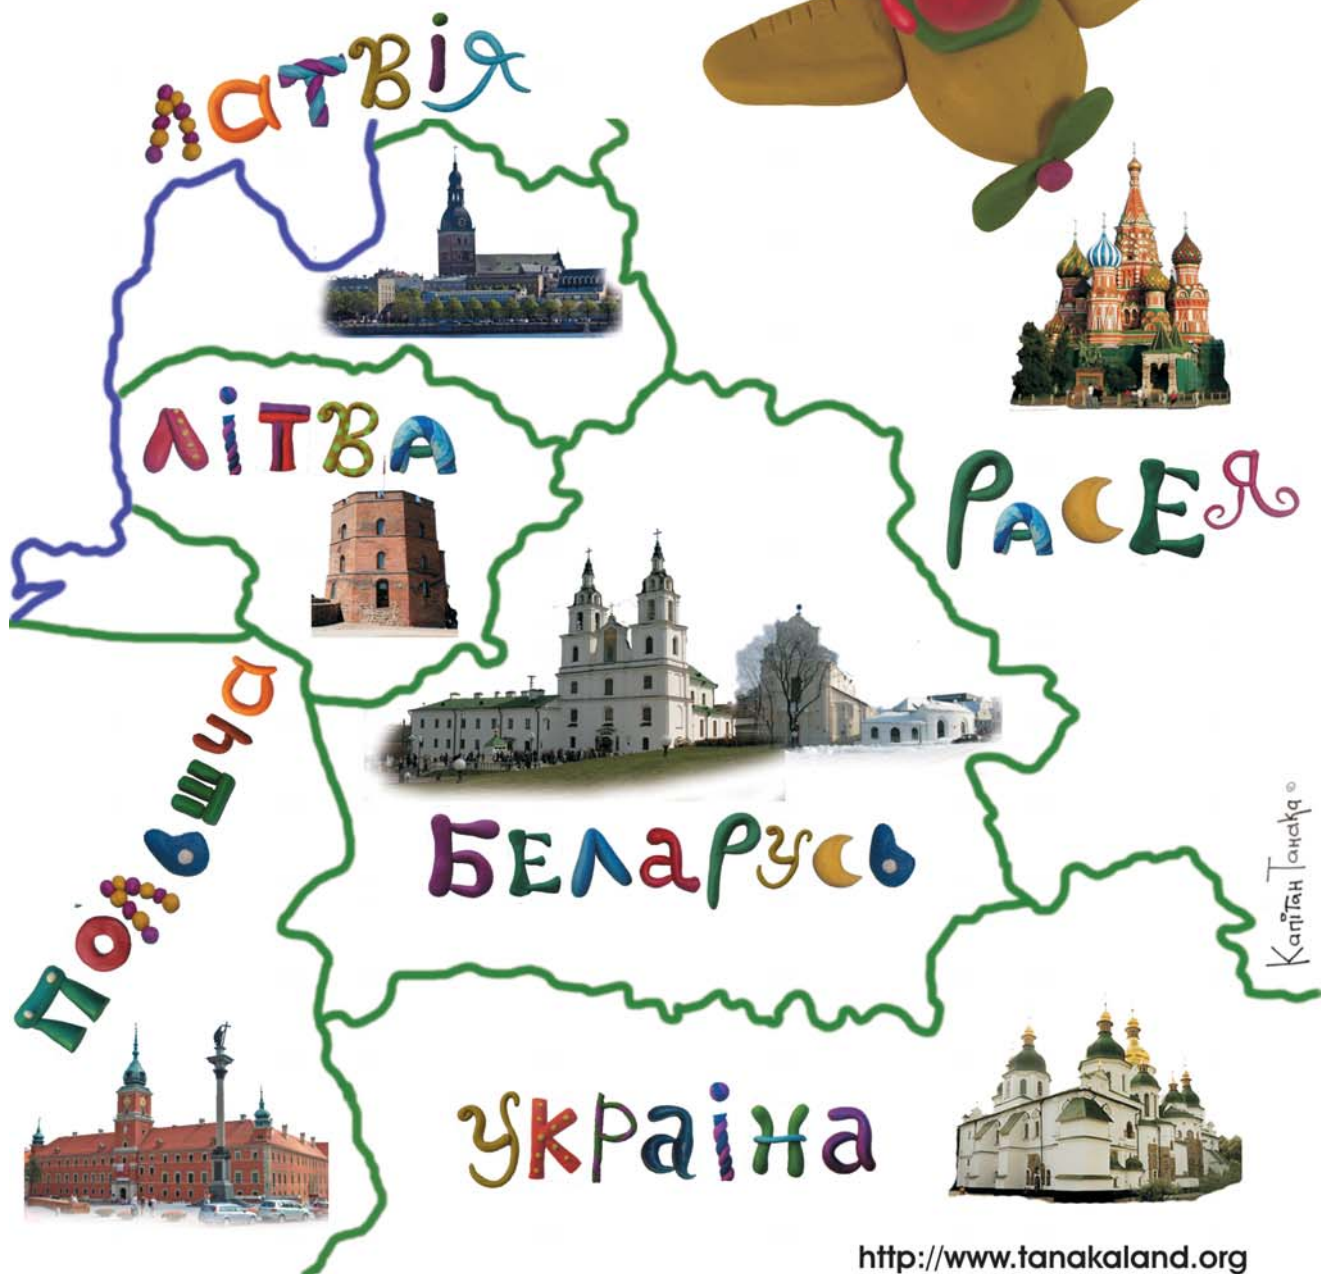 Латвія
Літва
Расея
Польшча
Беларусь
Капітан Танака ©
Украіна
http://www.tanakaland.org